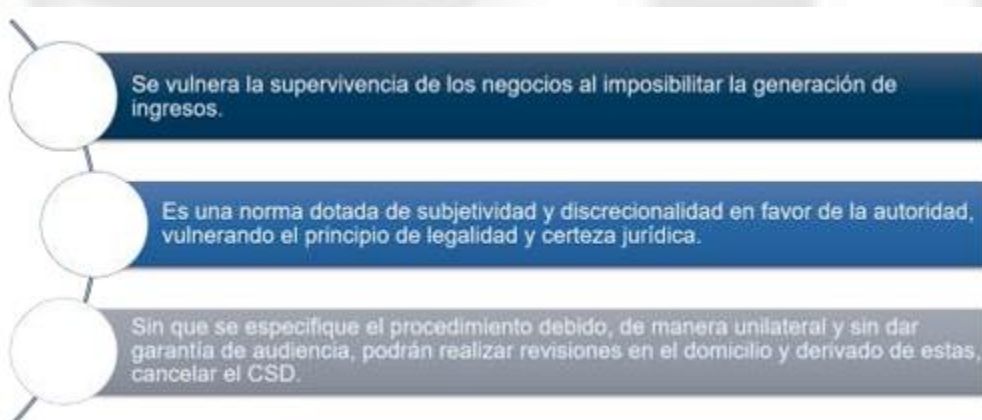 Se vulnera la supervivencia de los negocios al imposibilitar la generación de
ingresos.
Es una norma dotada de subjetividad y discrecionalidad en favor de la autoridad,
vulnerando el principio de legalidad y certeza jurídica.
Sin que se especifique el procedimiento debido, de manera unilateral y sin dar
garantía de audiencia, podrán realizar revisiones en el domicilio y derivado de estas,
cancelar el CSD.